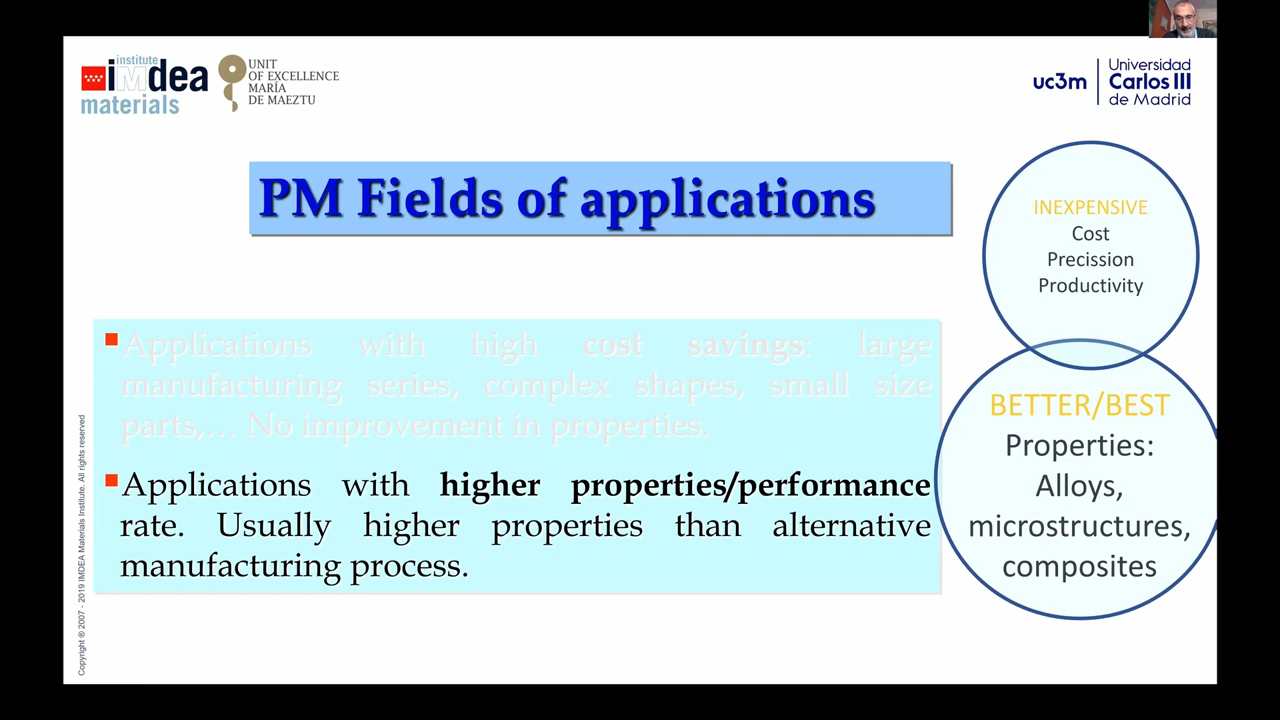 institute
iMdea
materials
UNIT
OF EXCELLENCE
MARÍA
DE MAEZTU
uc3m
Universidad
Carlos III
de Madrid
PM Fields of applications
INEXPENSIVE
Cost
Precission
Productivity
Applications with high cost savings: large
manufacturing series, complex shapes, small size
parts,... No improvement in properties.
Applications with higher properties/performance
rate. Usually higher properties than alternative
manufacturing process.
BETTER/BEST
Properties:
Alloys,
microstructures,
composites
Copyright ® 2007 - 2019 IMDEA Materials Institute. All rights reserved